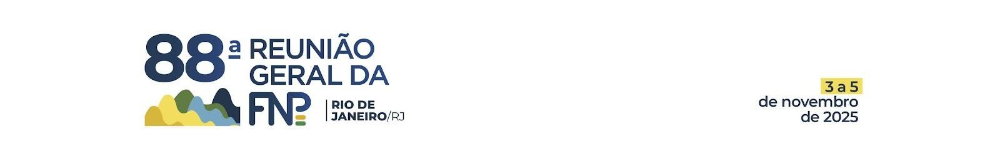 88ª REUNIÃO
GERAL DA
FNP
RIO DE
JANEIRO/RJ
3 a 5
de novembro
de 2025